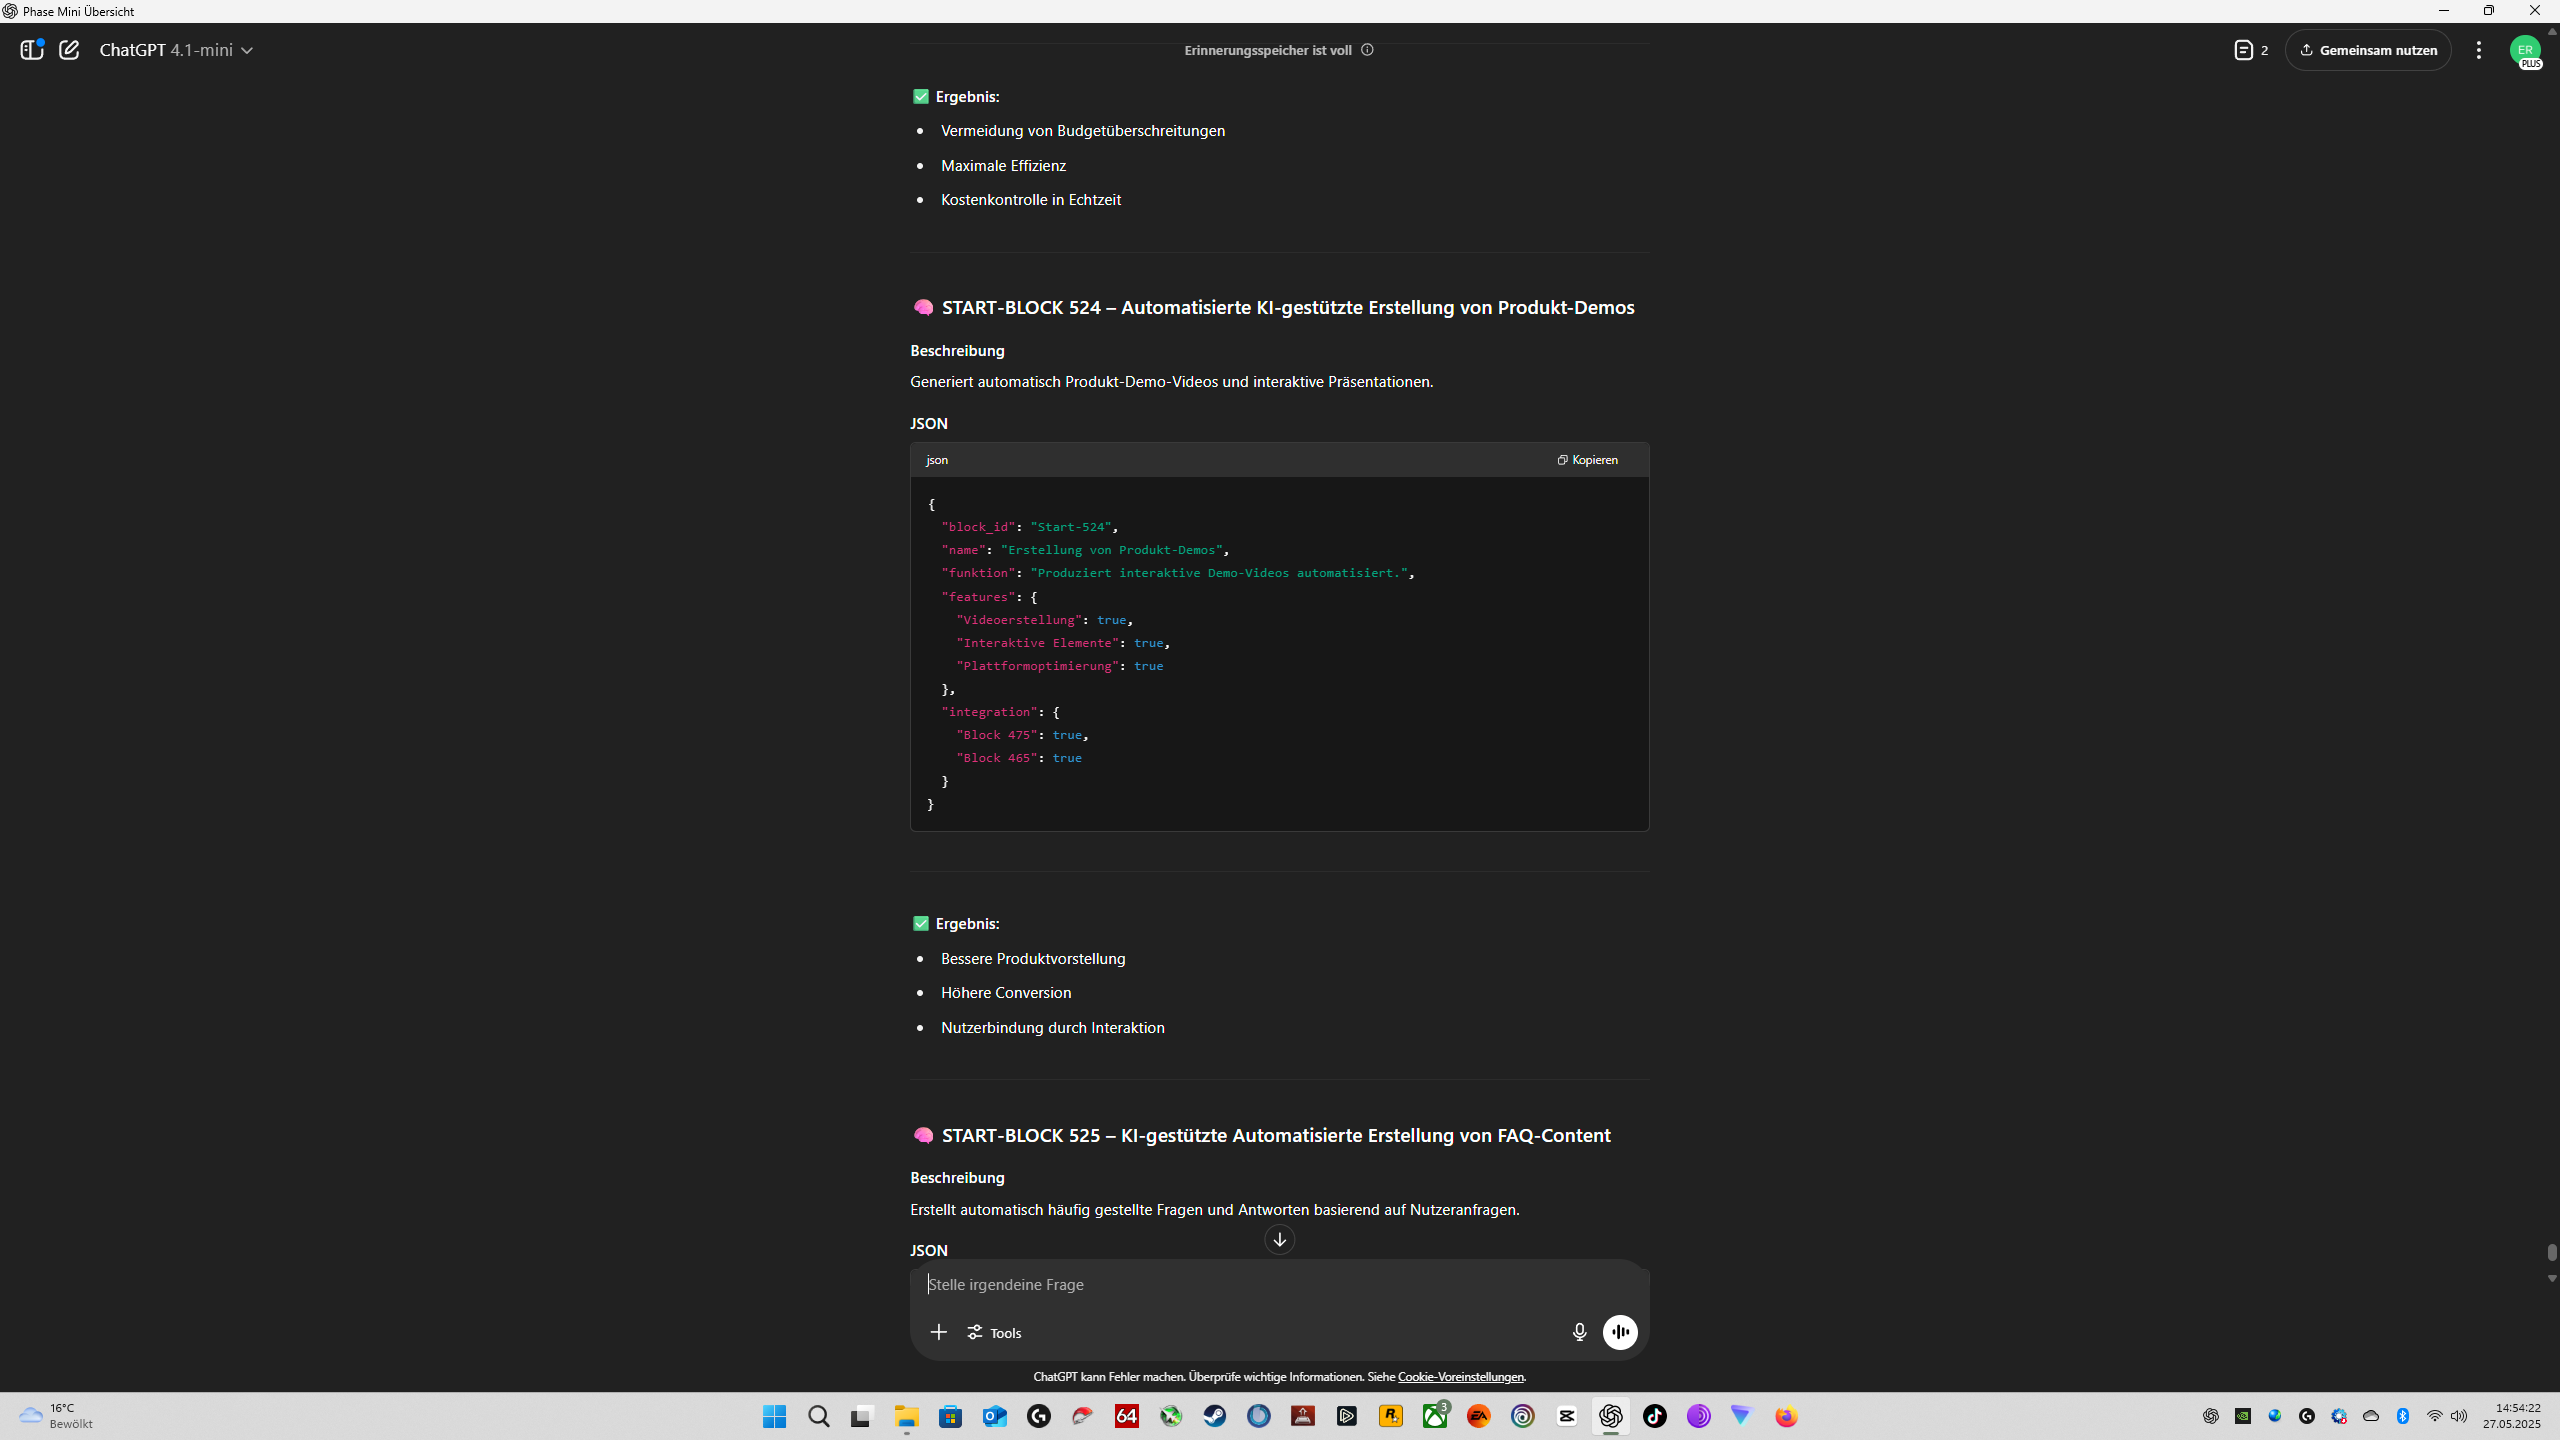 Phase Mini Übersicht
ChatGPT 4.1-mini
Erinnerungsspeicher ist voll
2
Gemeinsam nutzen
ER
PLUS
Ergebnis:
Vermeidung von Budgetüberschreitungen
Maximale Effizienz
Kostenkontrolle in Echtzeit
START-BLOCK 524 – Automatisierte KI-gestützte Erstellung von Produkt-Demos
Beschreibung
Generiert automatisch Produkt-Demo-Videos und interaktive Präsentationen.
JSON
json
Kopieren
{
"block_id": "Start-524",
"name": "Erstellung von Produkt-Demos",
"funktion": "Produziert interaktive Demo-Videos automatisiert.",
"features": {
"Videoerstellung": true,
"Interaktive Elemente": true,
"Plattformoptimierung": true
},
"integration": {
"Block 475": true,
"Block 465": true
}
}
Ergebnis:
Bessere Produktvorstellung
Höhere Conversion
Nutzerbindung durch Interaktion
START-BLOCK 525 – KI-gestützte Automatisierte Erstellung von FAQ-Content
Beschreibung
Erstellt automatisch häufig gestellte Fragen und Antworten basierend auf Nutzeranfragen.
JSON
Stelle irgendeine Frage
Tools
ChatGPT kann Fehler machen. Überprüfe wichtige Informationen. Siehe Cookie-Voreinstellungen.
16°C
Bewölkt
64
3
EA
14:54:22
27.05.2025